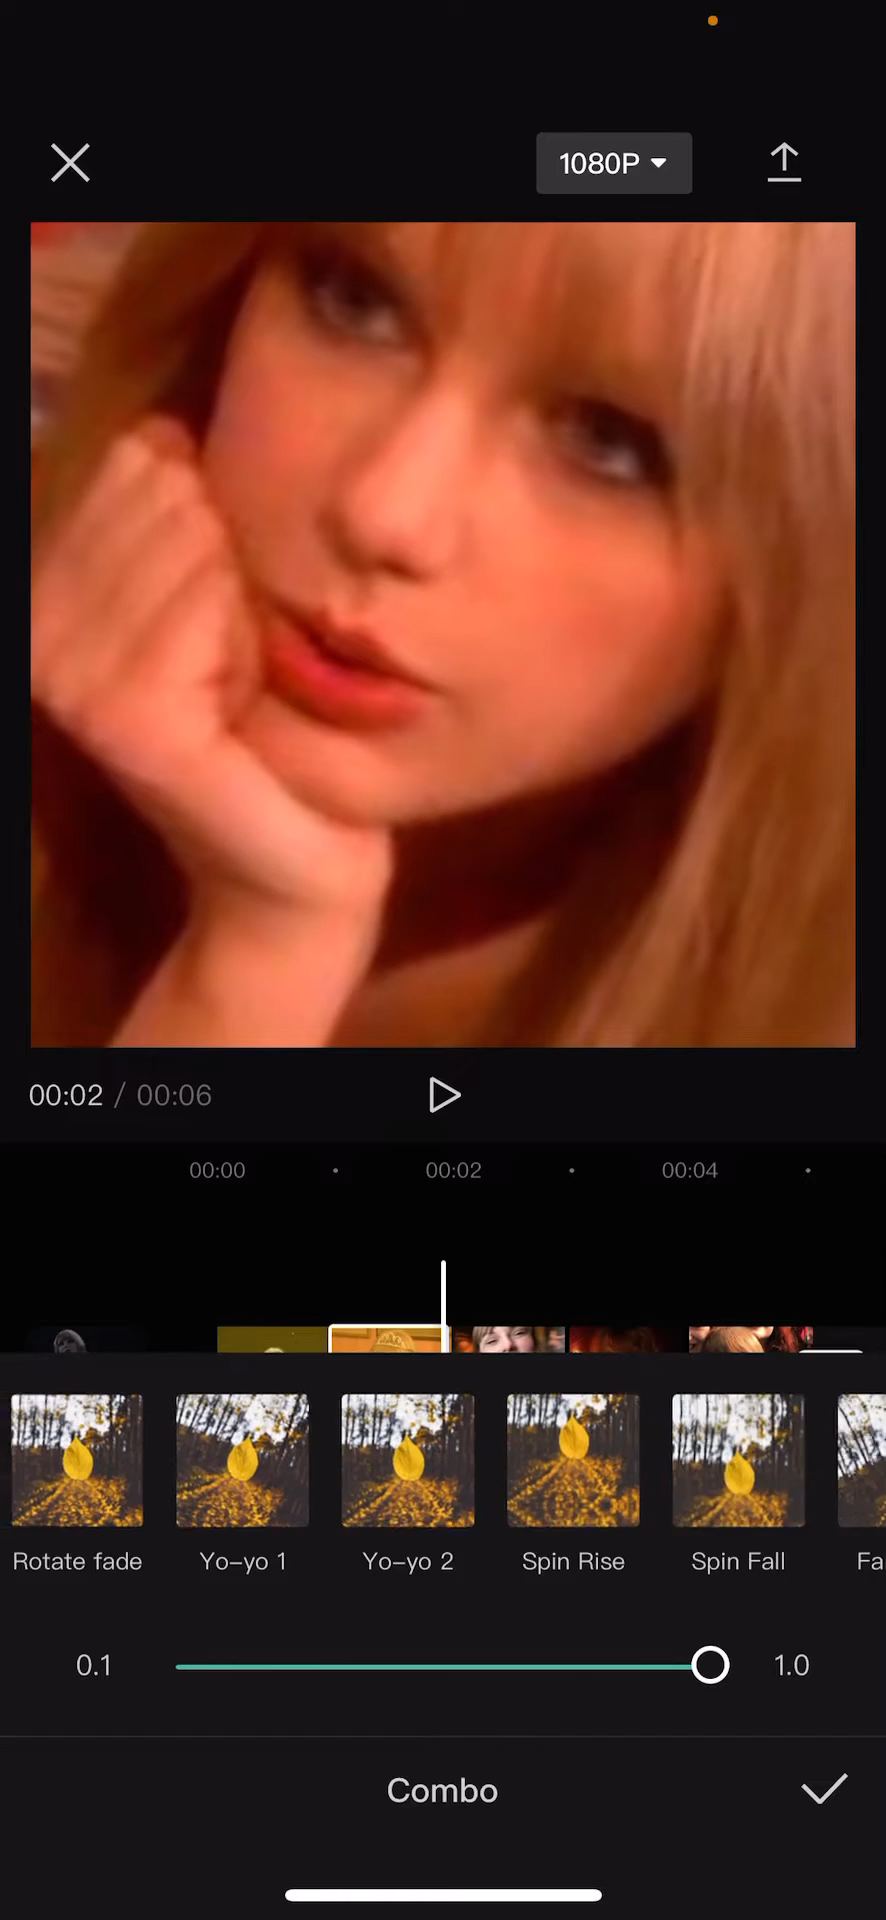 1080P
00:02 / 00:06
00:00 00:02 00:04
Rotate fade Yo-yo 1 Yo-yo 2 Spin Rise Spin Fall Fa
0.1 1.0
Combo